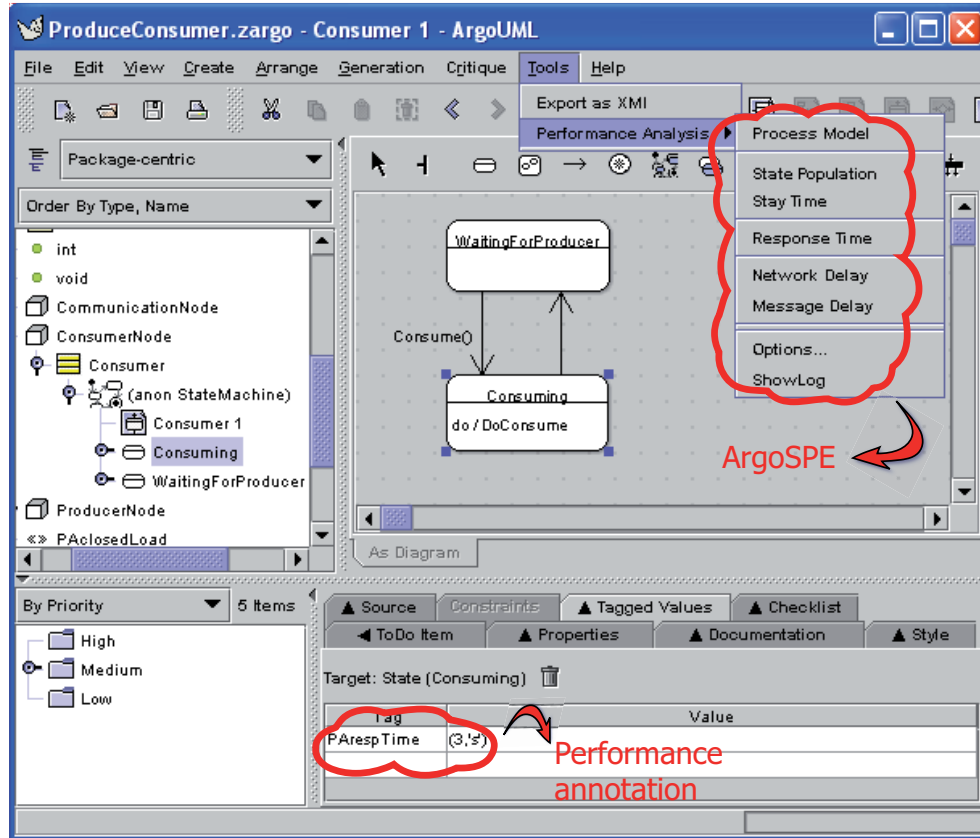 ProduceConsumer.zargo - Consumer 1 - ArgoUML
File Edit View Create Arrange Generation Critique Tools Help
Export as XMI
Performance Analysis
Process Model
State Population
Stay Time
Response Time
Network Delay
Message Delay
Options...
ShowLog
ArgoSPE
Package-centric
Order By Type, Name
int
void
CommunicationNode
ConsumerNode
Consumer
(anon StateMachine)
Consumer 1
Consuming
WaitingForProducer
ProducerNode
«» PAclosedLoad
WaitingForProducer
Consume()
Consuming
do / DoConsume
As Diagram
By Priority 5 Items
High
Medium
Low
Source Constraints Tagged Values Checklist
ToDo Item Properties Documentation Style
Target: State (Consuming)
Tag Value
PArespTime (3,'s')
Performance
annotation